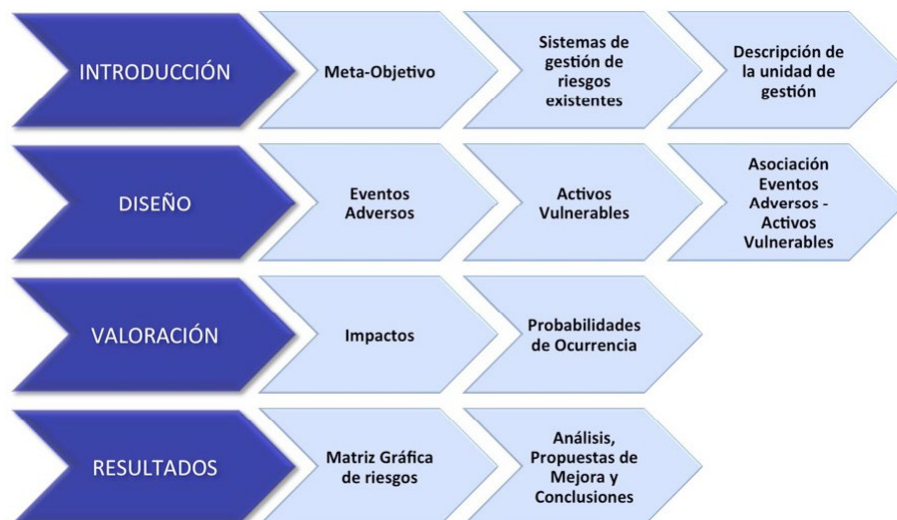 INTRODUCCIÓN
Meta-Objetivo
Sistemas de
gestión de
riesgos
existentes
Descripción de
la unidad de
gestión
DISEÑO
Eventos
Adversos
Activos
Vulnerables
Asociación
Eventos
Adversos -
Activos
Vulnerables
VALORACIÓN
Impactos
Probabilidades
de Ocurrencia
RESULTADOS
Matriz Gráfica
de riesgos
Análisis,
Propuestas de
Mejora y
Conclusiones